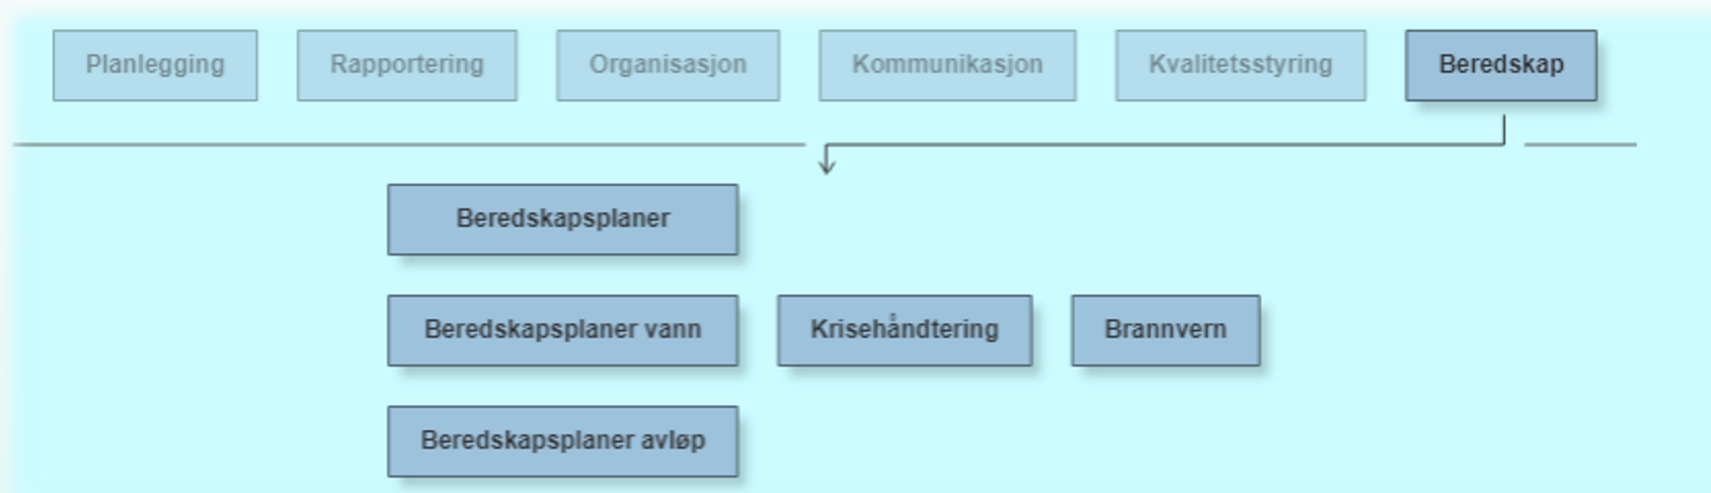 Planlegging
Rapportering
Organisasjon
Kommunikasjon
Kvalitetsstyring
Beredskap
Beredskapsplaner
Beredskapsplaner vann
Krisehåndtering
Brannvern
Beredskapsplaner avløp